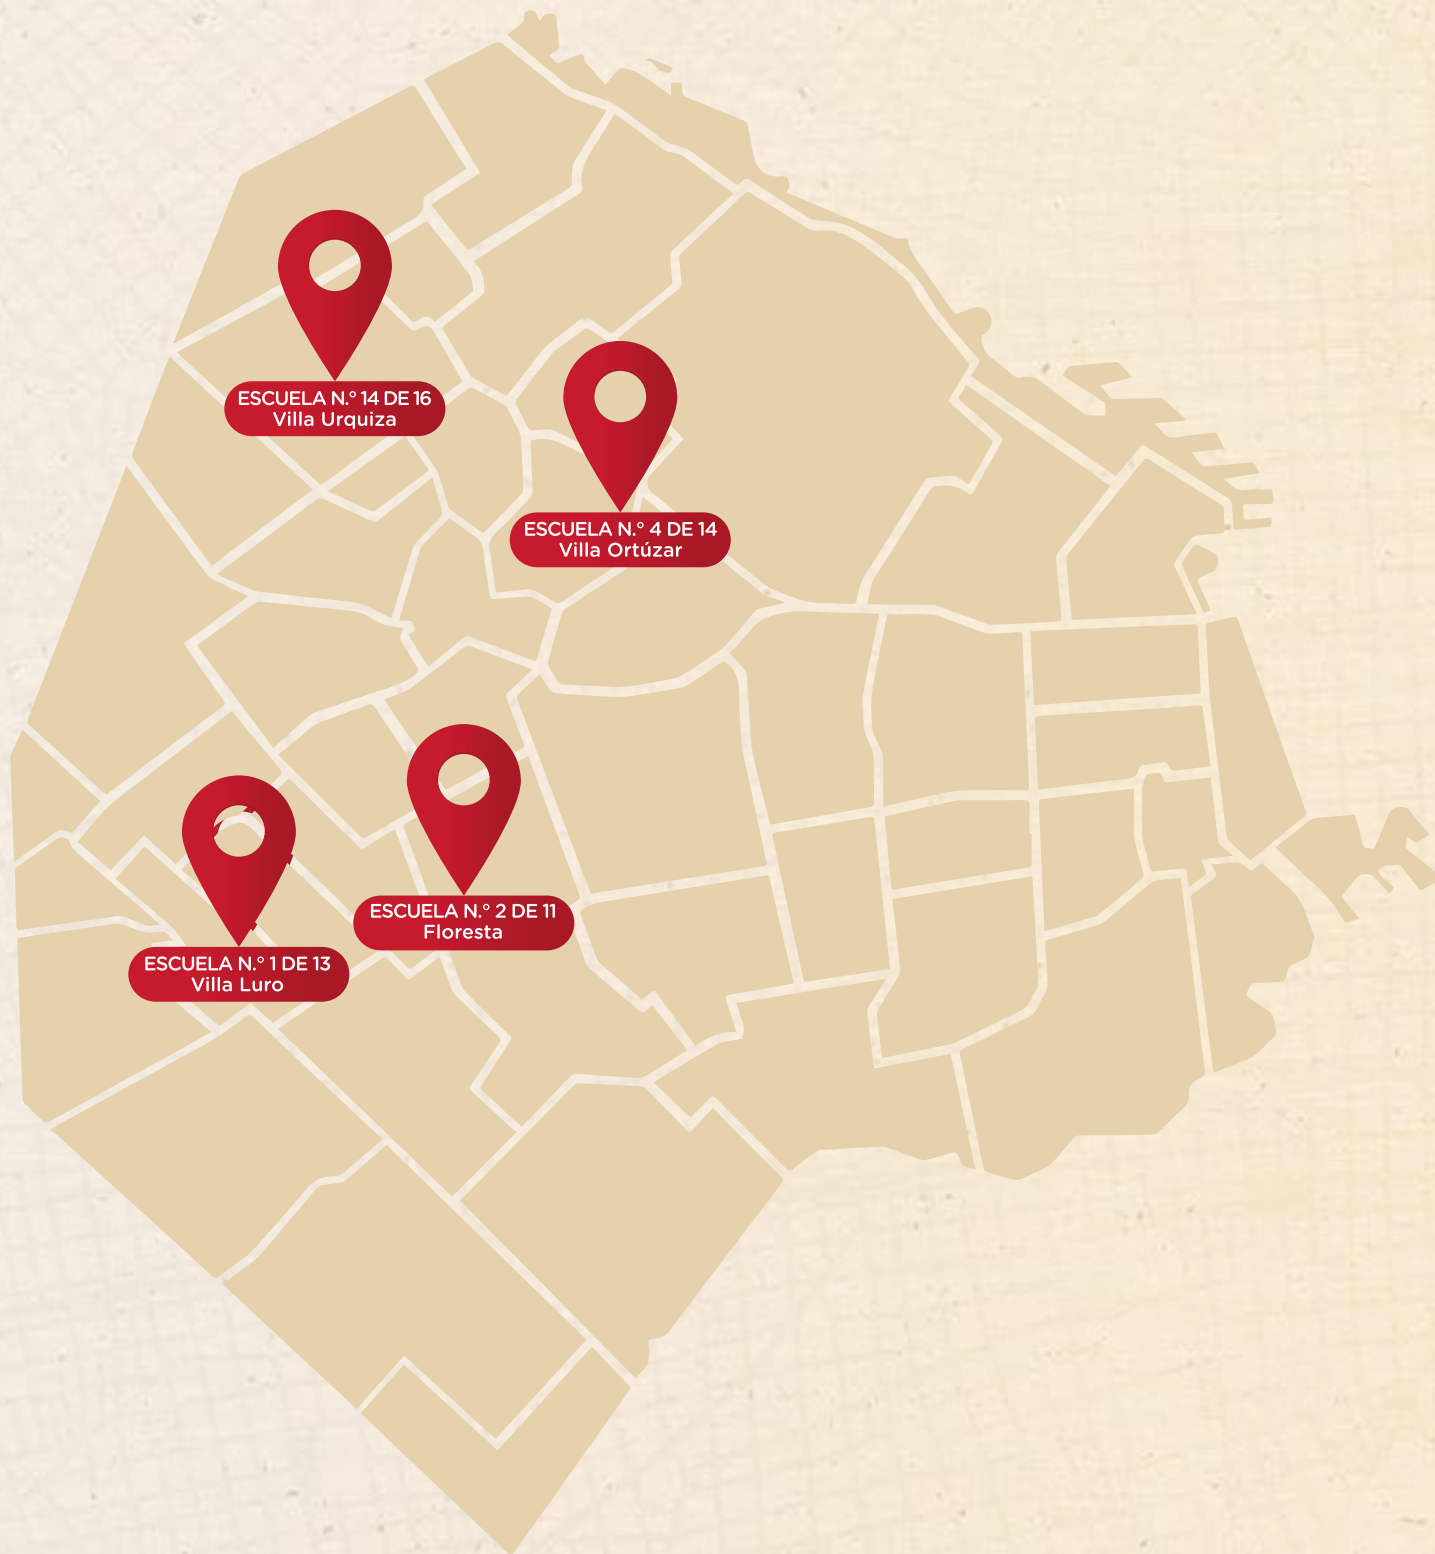 ESCUELA N.° 14 DE 16
Villa Urquiza
ESCUELA N.° 4 DE 14
Villa Ortúzar
ESCUELA N.° 2 DE 11
Floresta
ESCUELA N.° 1 DE 13
Villa Luro